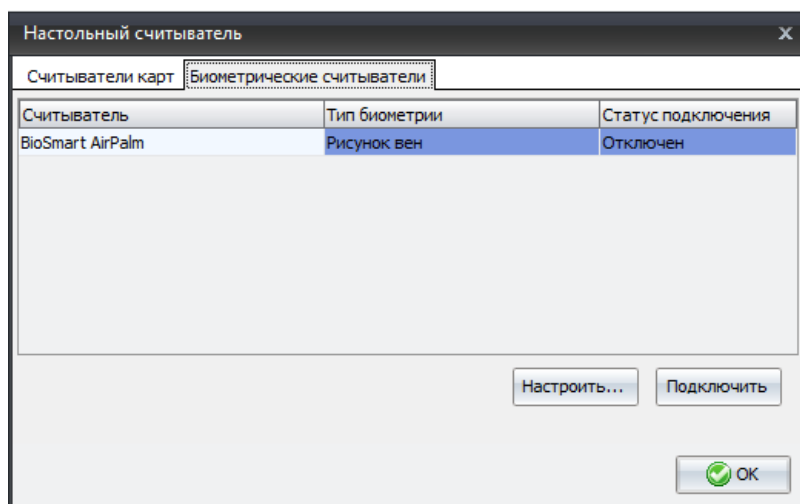 Настольный считыватель x
Считыватели карт Биометрические считыватели
Считыватель Тип биометрии Статус подключения
BioSmart AirPalm Рисунок вен Отключен
Настроить... Подключить
OK